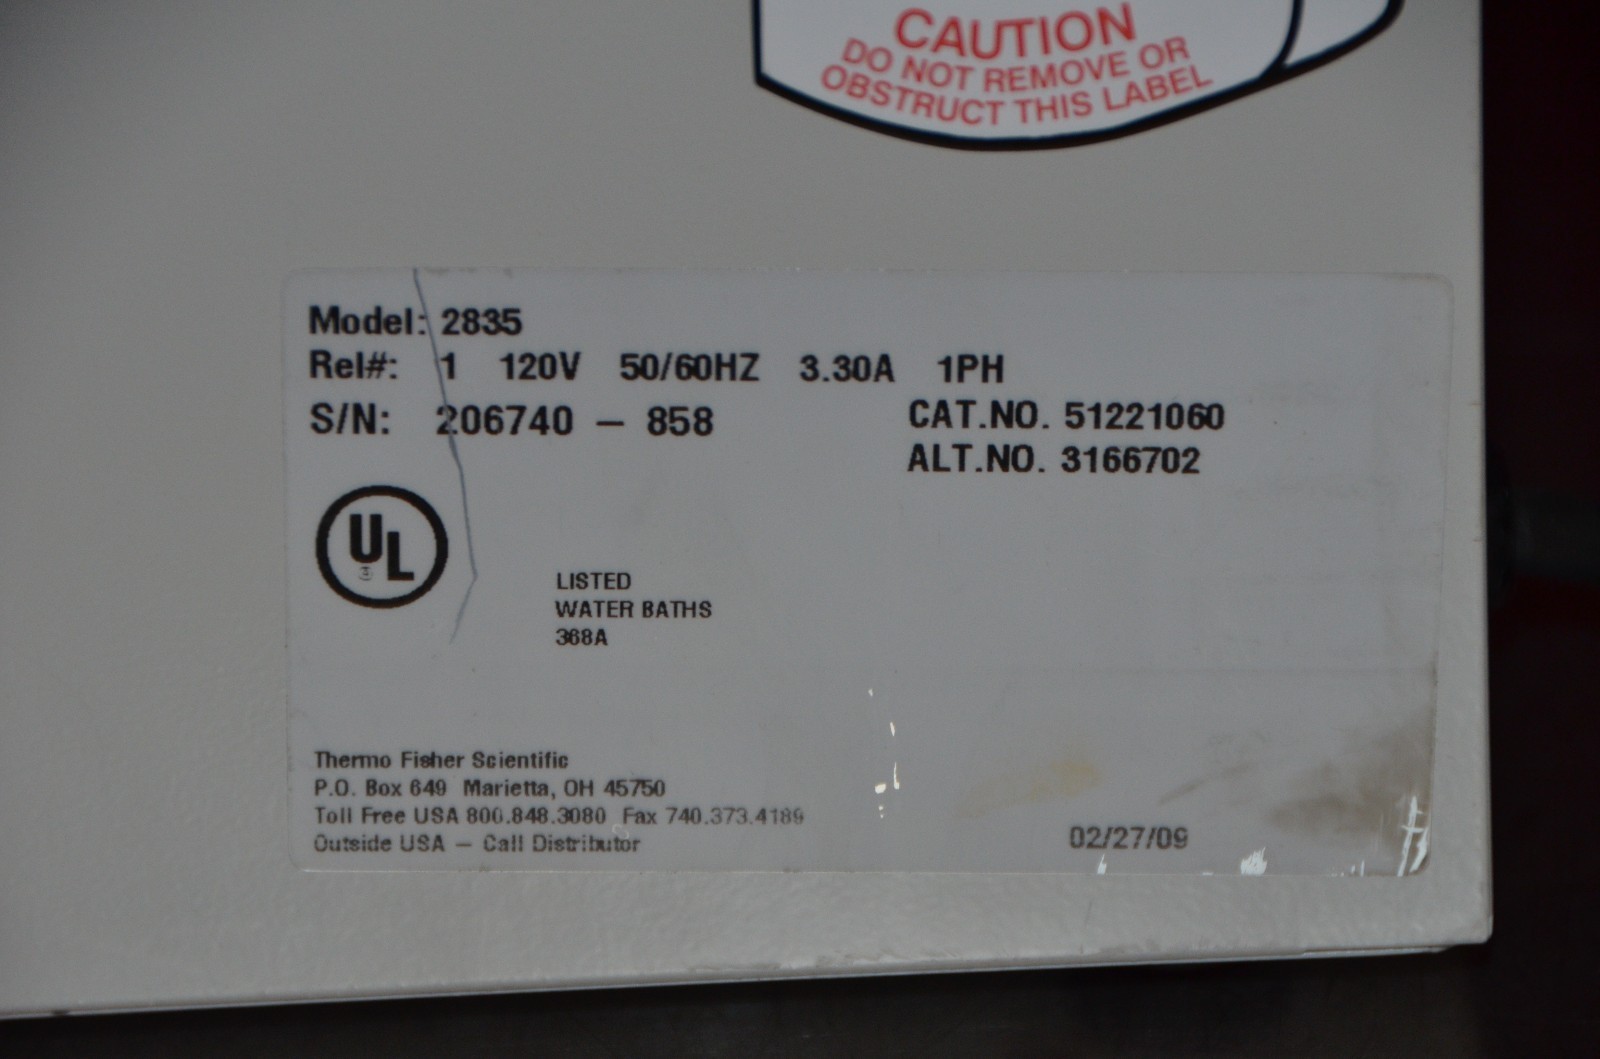 CAUTION
DO NOT REMOVE OR
OBSTRUCT THIS LABEL
Model: 2835
Rel#: 1 120V 50/60HZ 3.30A 1PH
S/N: 206740 – 858
CAT.NO. 51221060
ALT.NO. 3166702
UL
LISTED
WATER BATHS
368A
Thermo Fisher Scientific
P.O. Box 649 Marietta, OH 45750
Toll Free USA 800.848.3080 Fax 740.373.4189
Outside USA – Call Distributor
02/27/09